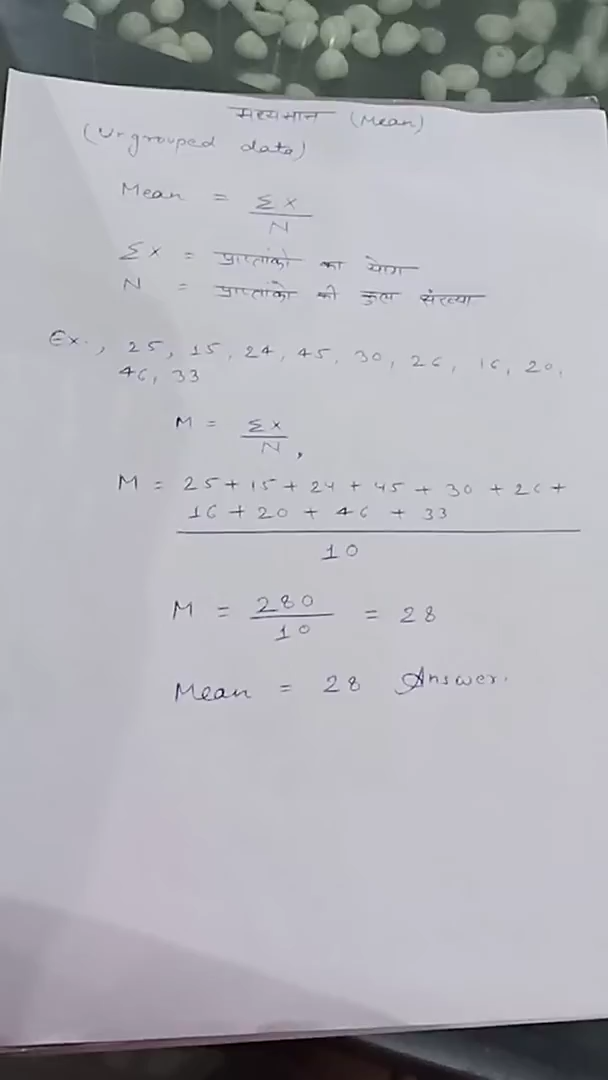 मध्यमान (Mean)
(Ungrouped data)
Mean = ΣX
N
ΣX = प्राप्तांको का योग
N = प्राप्तांको की कुल संख्या
Ex., 25, 15, 24, 45, 30, 26, 16, 20,
46, 33
M = ΣX
N,
M = 25 + 15 + 24 + 45 + 30 + 26 +
16 + 20 + 46 + 33
10
M = 280 = 28
10
Mean = 28 Answer.